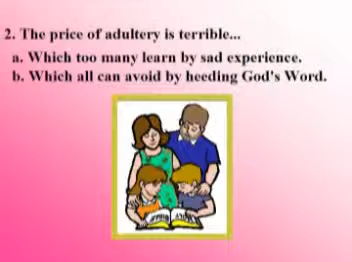 2. The price of adultery is terrible...
a. Which too many learn by sad experience.
b. Which all can avoid by heeding God's Word.